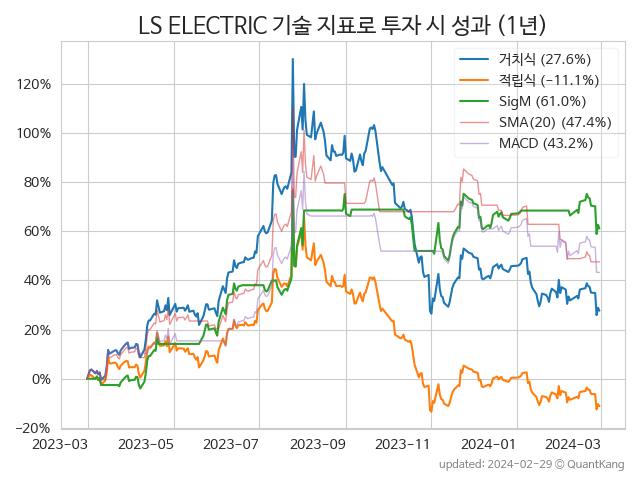 LS ELECTRIC 기술 지표로 투자 시 성과 (1년)
거치식 (27.6%)
적립식 (-11.1%)
SigM (61.0%)
SMA(20) (47.4%)
MACD (43.2%)
120%
100%
80%
60%
40%
20%
0%
-20%
2023-03 2023-05 2023-07 2023-09 2023-11 2024-01 2024-03
updated: 2024-02-29 © QuantKang